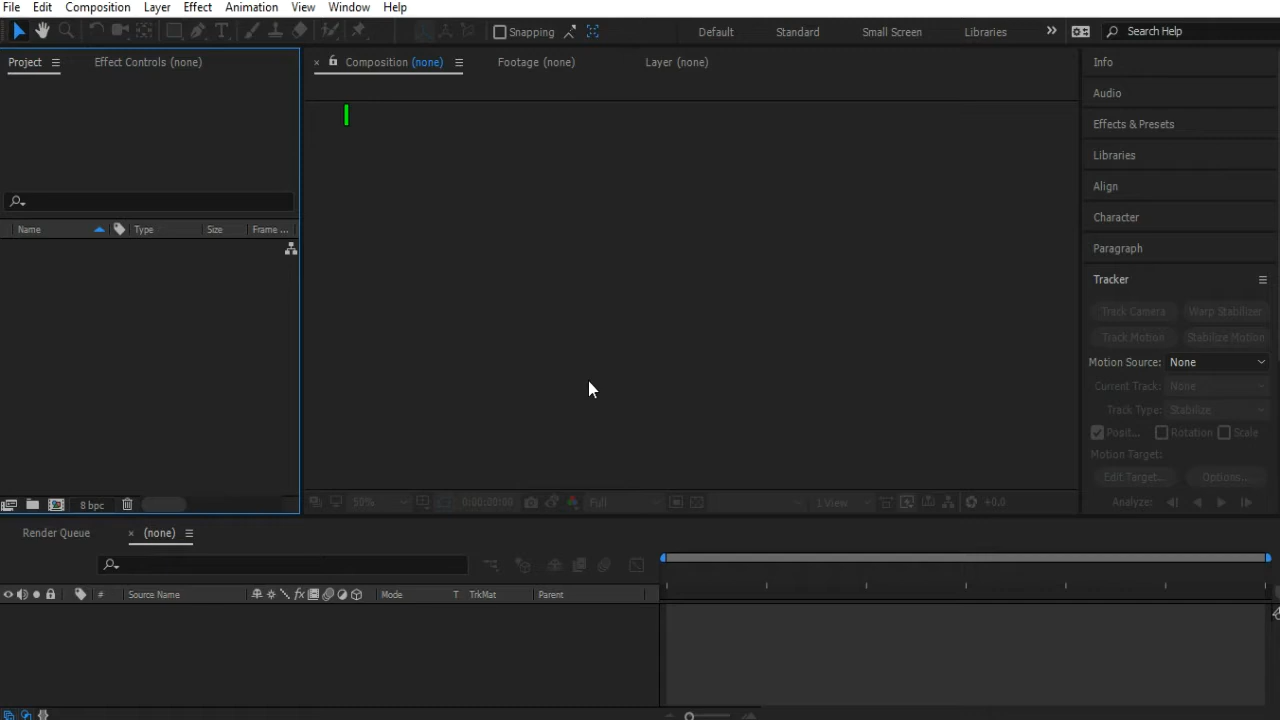 File Edit Composition Layer Effect Animation View Window Help
Snapping Default Standard Small Screen Libraries Search Help
Project Effect Controls (none) Composition (none) Footage (none) Layer (none) Info
Audio
Effects & Presets
Libraries
Align
Name Type Size Frame ...
Character
Paragraph
Tracker
Track Camera Warp Stabilizer
Track Motion Stabilize Motion
Motion Source: None
Current Track: None
Track Type: Stabilize
Posit... Rotation Scale
Motion Target:
Edit Target... Options...
8 bpc 50% 0:00:00:00 Full 1 View +0.0 Analyze:
Render Queue (none)
# Source Name Mode T TrkMat Parent